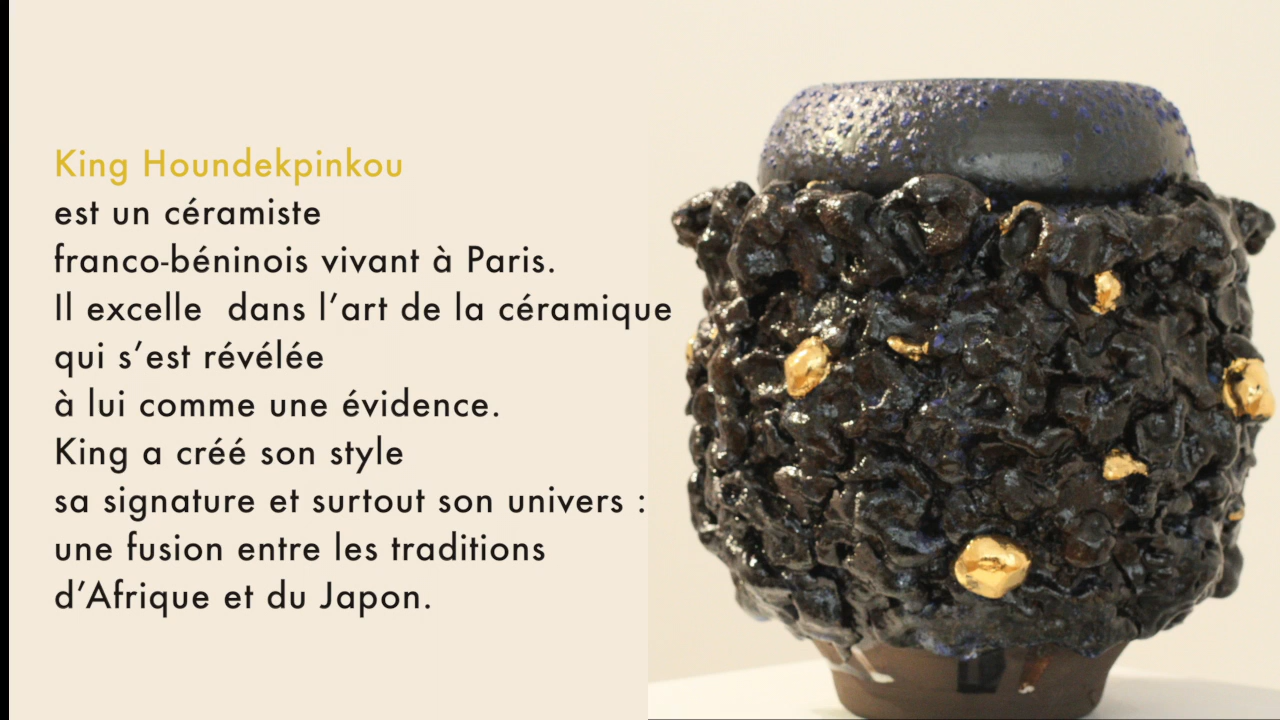 King Houndekpinkou
est un céramiste
franco-béninois vivant à Paris.
Il excelle  dans l’art de la céramique
qui s’est révélée
à lui comme une évidence.
King a créé son style
sa signature et surtout son univers :
une fusion entre les traditions
d’Afrique et du Japon.